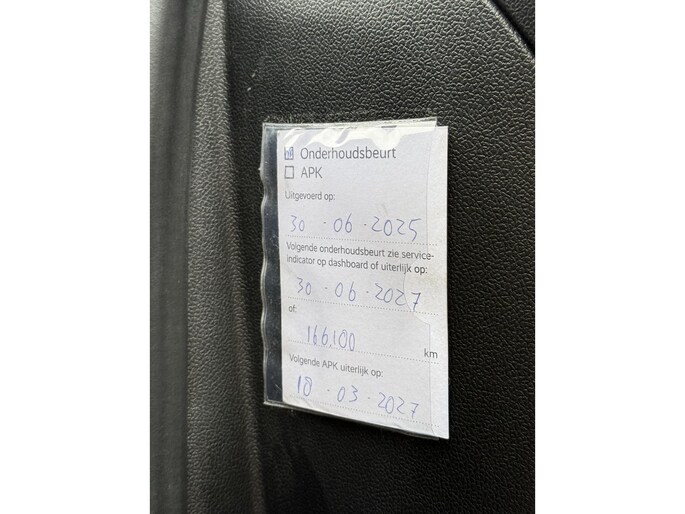 Onderhoudsbeurt
APK
Uitgevoerd op:
30 - 06 - 2025
Volgende onderhoudsbeurt zie service-
indicator op dashboard of uiterlijk op:
30 - 06 - 2027
of:
166.100 km
Volgende APK uiterlijk op:
18 - 03 - 2027